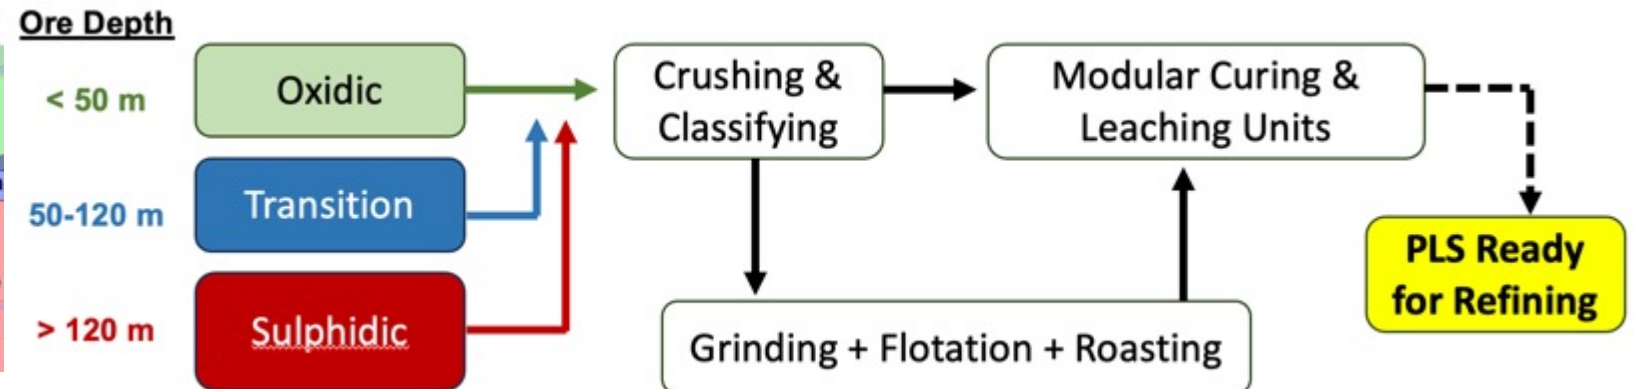 Ore Depth
< 50 m
Oxidic
Crushing &
Classifying
Modular Curing &
Leaching Units
50-120 m
Transition
PLS Ready
for Refining
> 120 m
Sulphidic
Grinding + Flotation + Roasting